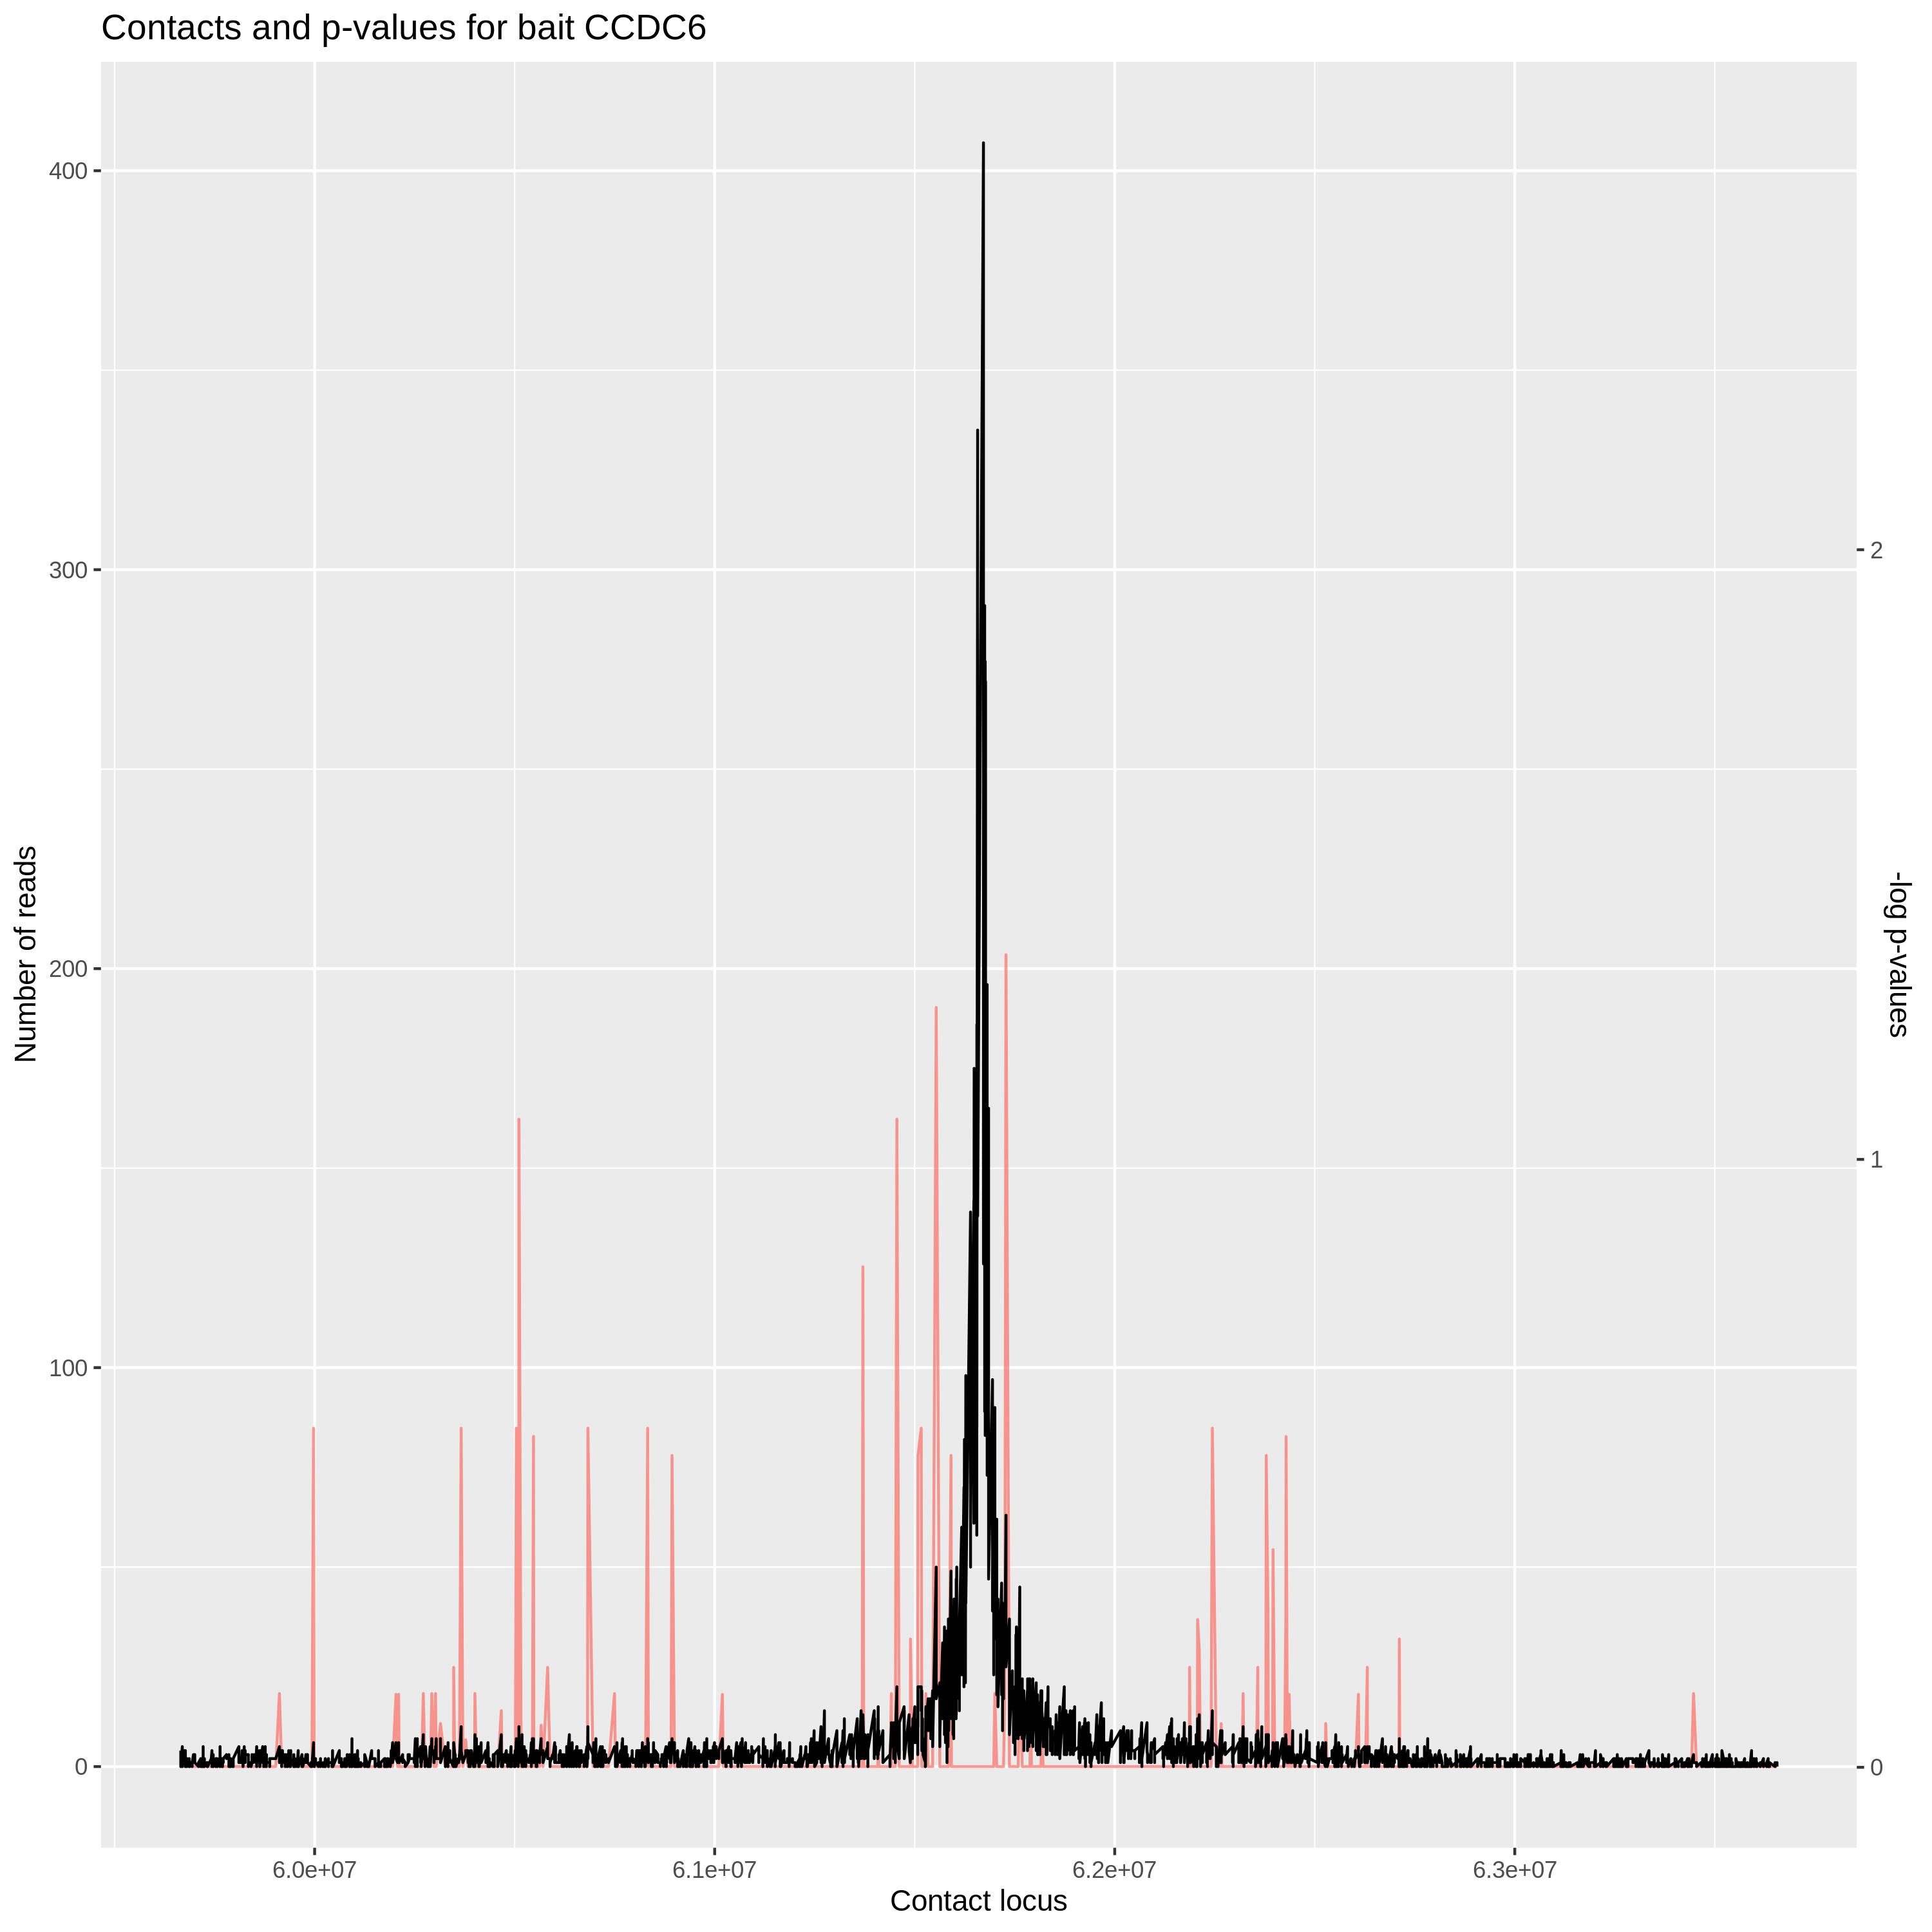 Contacts and p-values for bait CCDC6
400
300
200
100
0
Number of reads
2
1
0
-log p-values
6.0e+07
6.1e+07
6.2e+07
6.3e+07
Contact locus